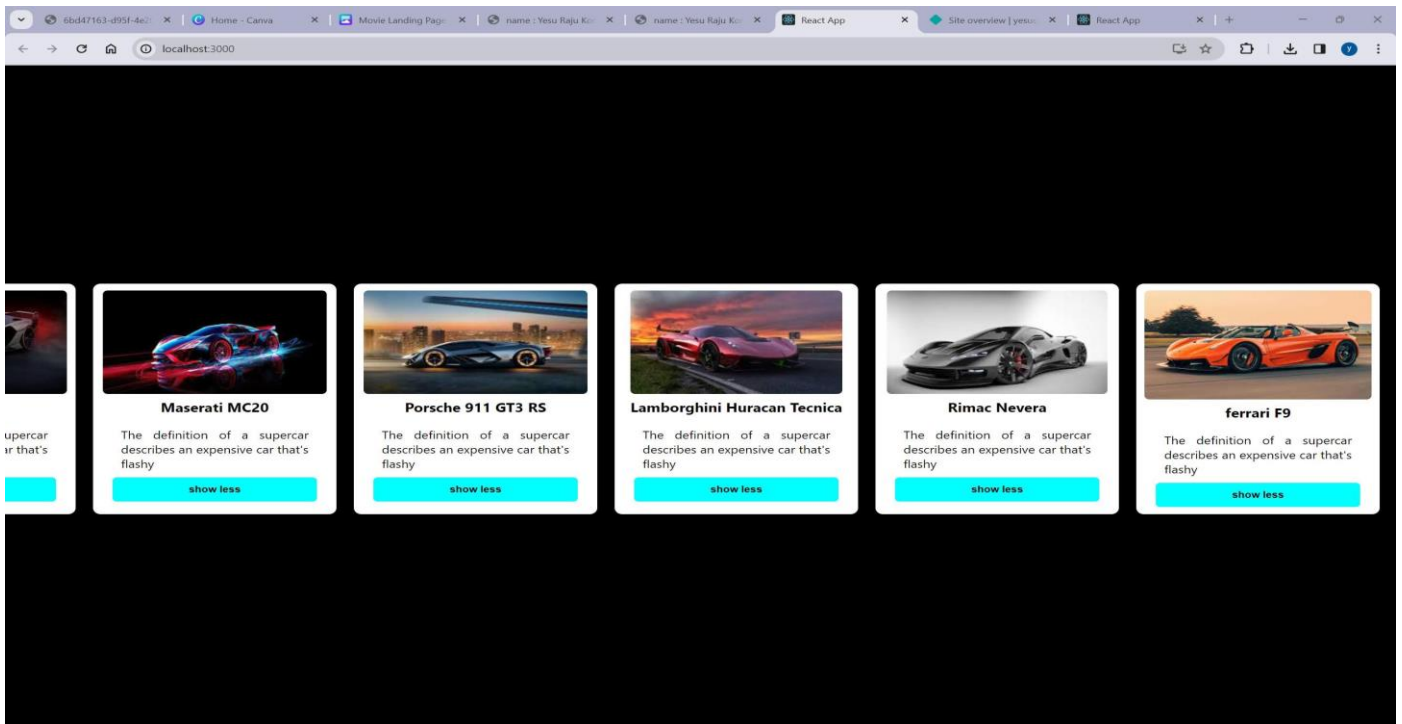 6bd47163-d95f-4e2
Home - Canva
Movie Landing Page
name : Yesu Raju Ko
name : Yesu Raju Ko
React App
Site overview | yesu
React App
localhost:3000
y
upercar
ar that's
Maserati MC20
The definition of a supercar
describes an expensive car that's
flashy
show less
Porsche 911 GT3 RS
The definition of a supercar
describes an expensive car that's
flashy
show less
Lamborghini Huracan Tecnica
The definition of a supercar
describes an expensive car that's
flashy
show less
Rimac Nevera
The definition of a supercar
describes an expensive car that's
flashy
show less
ferrari F9
The definition of a supercar
describes an expensive car that's
flashy
show less